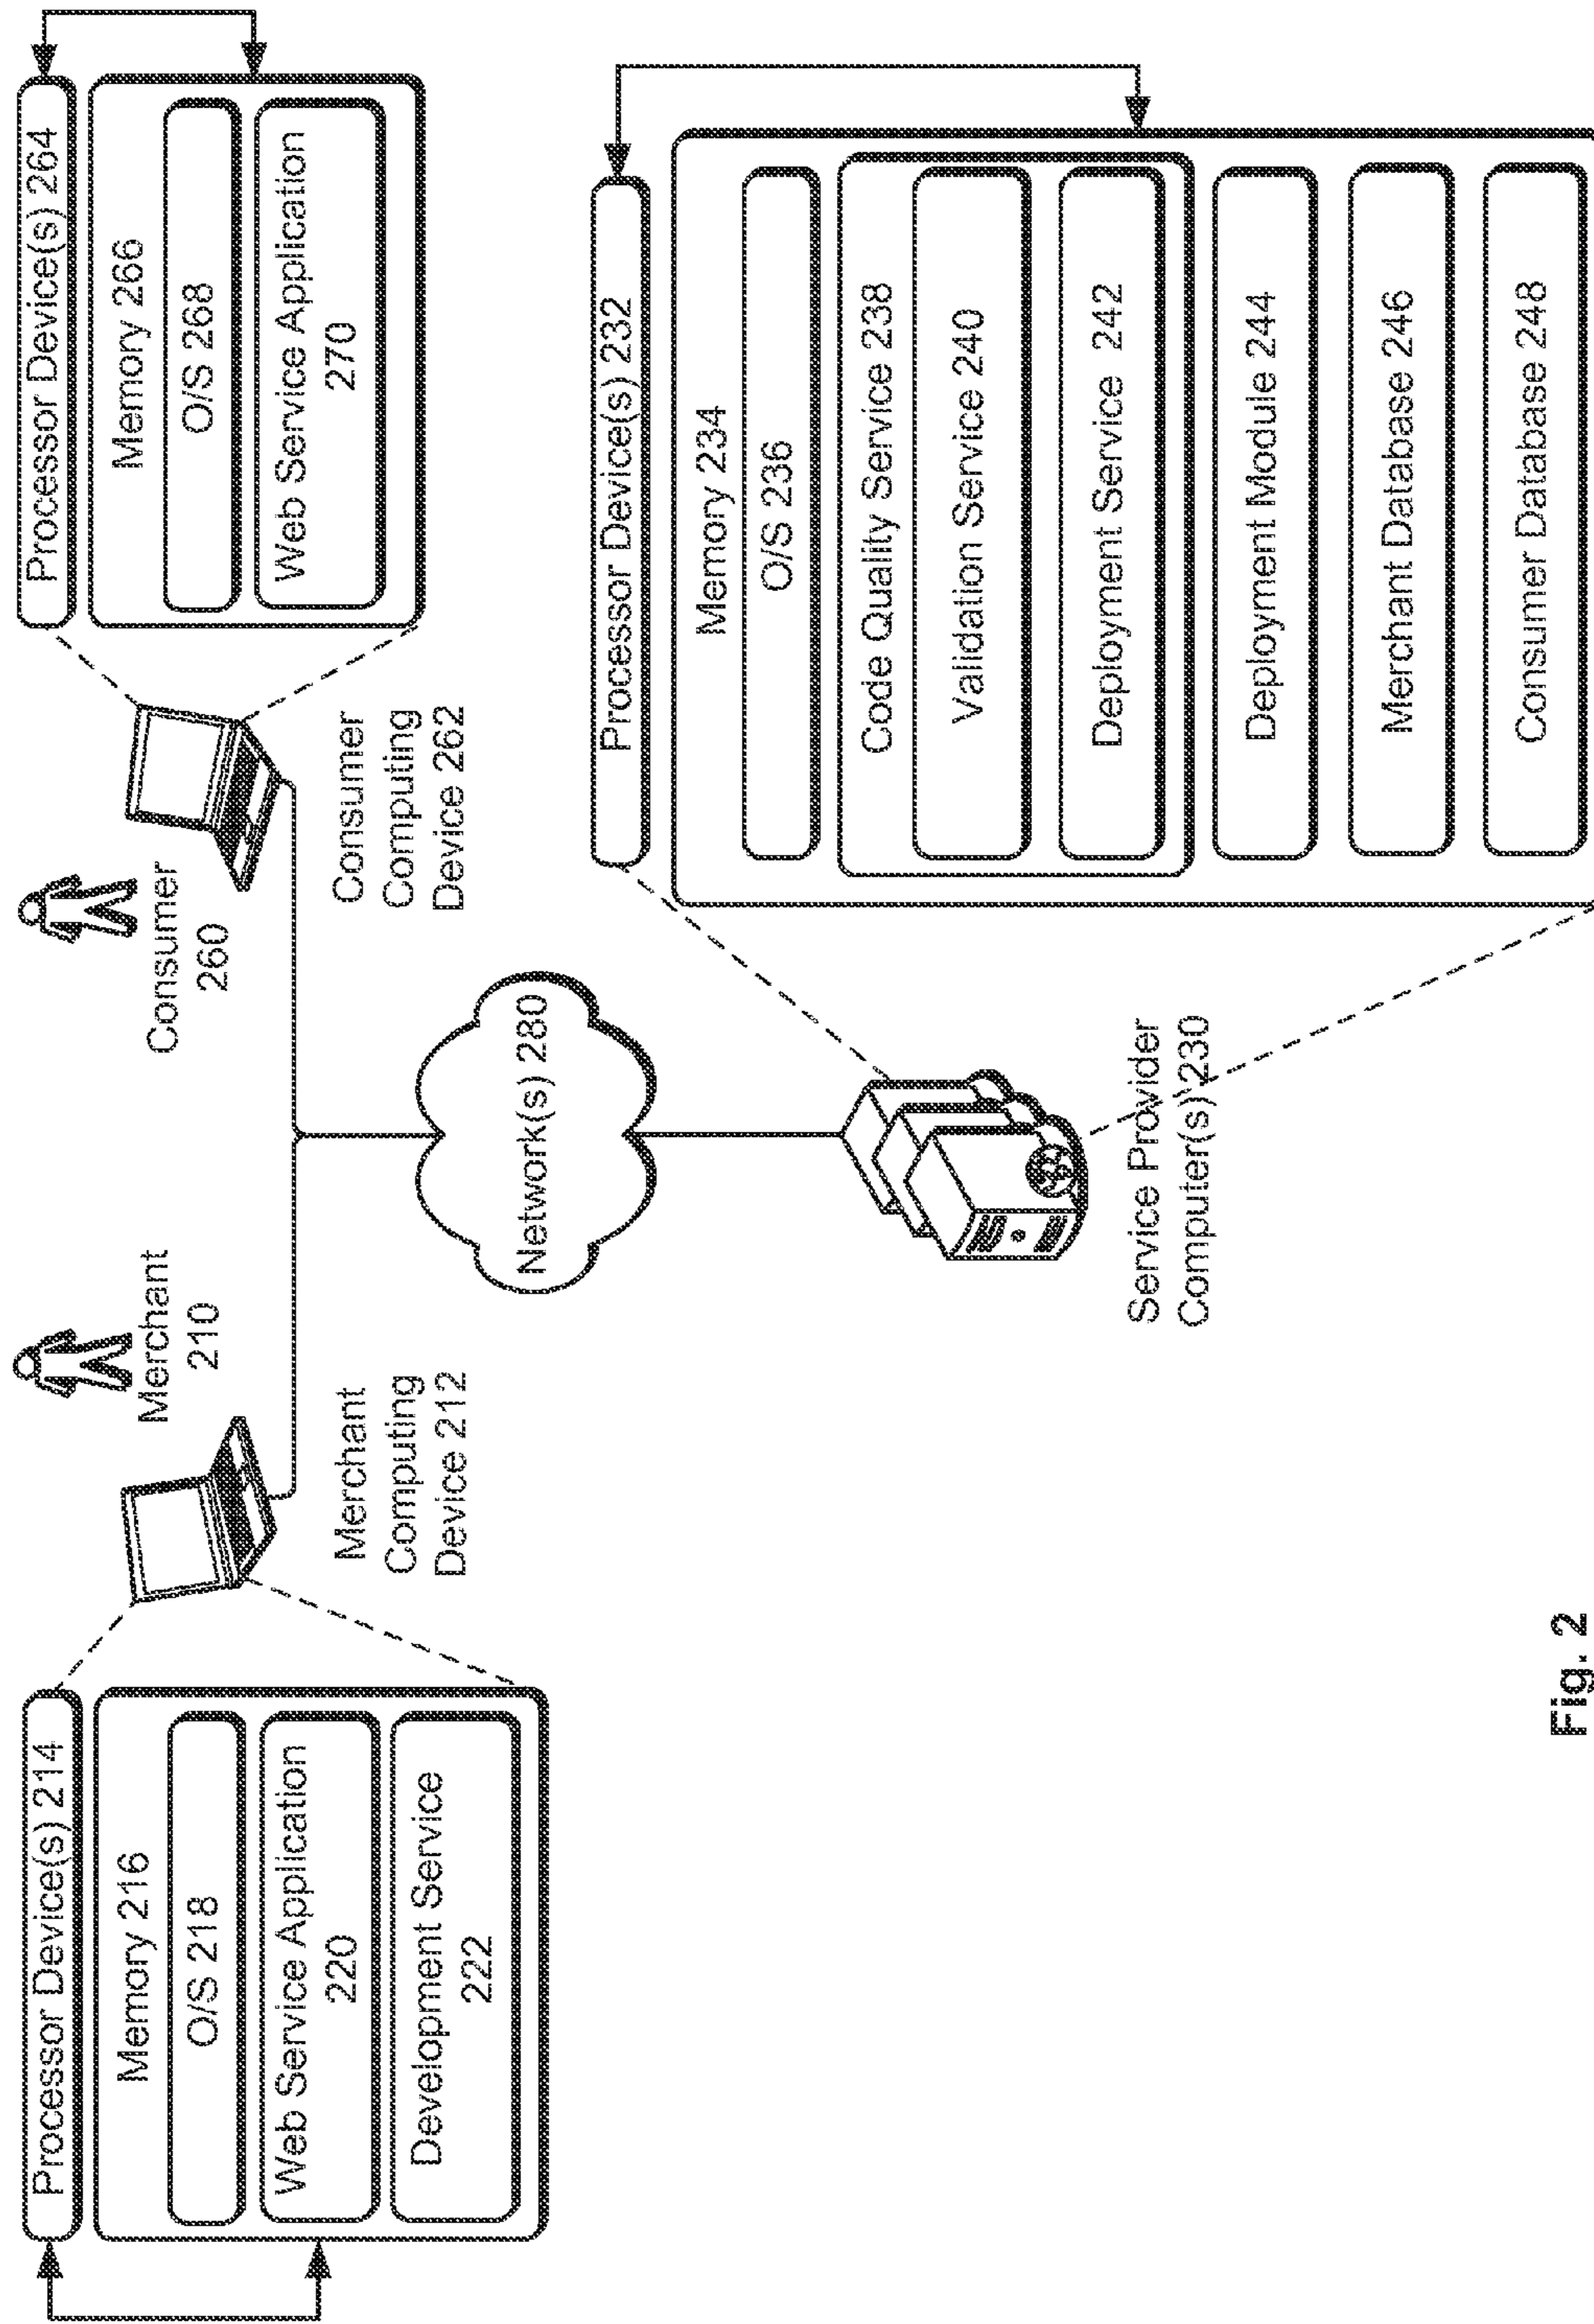 Processor Device(s) 214
Memory 216
O/S 218
Web Service Application
220
Development Service
222
Merchant
210
Merchant
Computing
Device 212
Consumer
260
Consumer
Computing
Device 262
Processor Device(s) 264
Memory 266
O/S 268
Web Service Application
270
Network(s) 280
Service Provider
Computer(s) 230
Processor Device(s) 232
Memory 234
O/S 236
Code Quality Service 238
Validation Service 240
Deployment Service 242
Deployment Module 244
Merchant Database 246
Consumer Database 248
Fig. 2